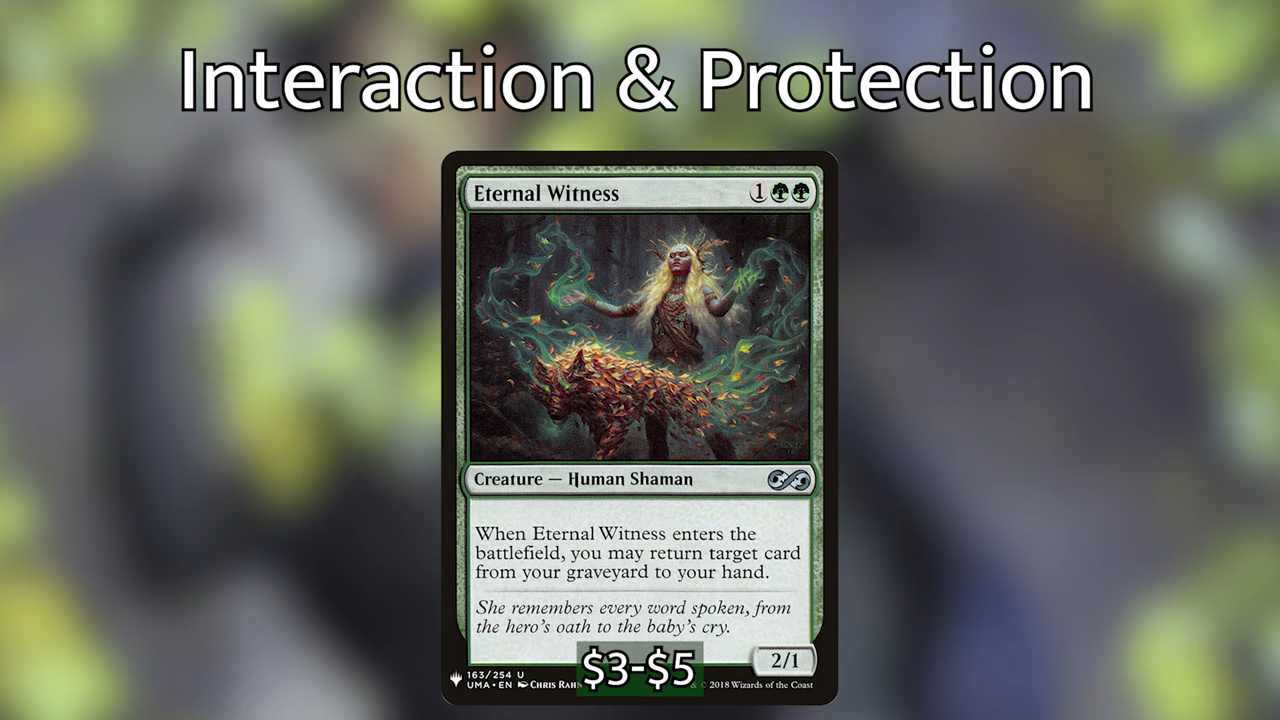 Interaction & Protection
Eternal Witness 1
Creature — Human Shaman
When Eternal Witness enters the
battlefield, you may return target card
from your graveyard to your hand.
She remembers every word spoken, from
the hero's oath to the baby's cry.
$3-$5
2/1
163/254 U
UMA • EN Chris Rahn & © 2018 Wizards of the Coast